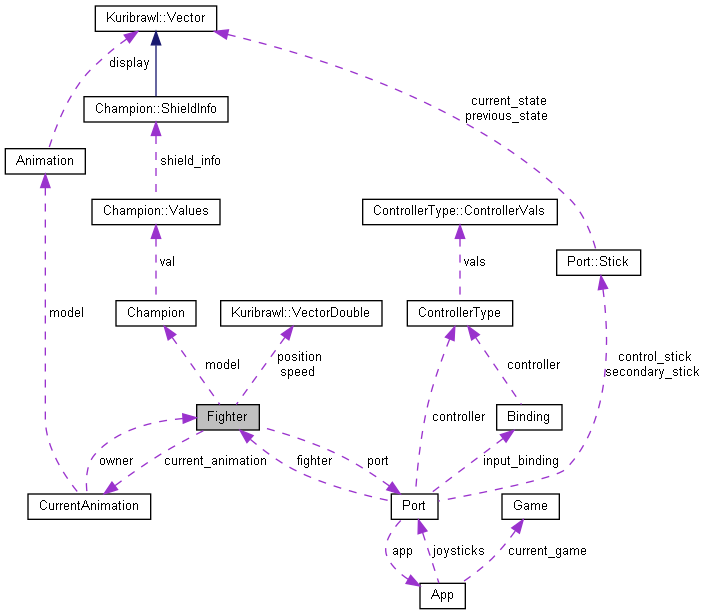 Kuribrawl::Vector
display
current_state
previous_state
Champion::ShieldInfo
Animation
shield_info
Champion::Values
ControllerType::ControllerVals
val
vals
Port::Stick
model
Champion
Kuribrawl::VectorDouble
ControllerType
model
position
speed
controller
control_stick
secondary_stick
Fighter
controller
Binding
owner
current_animation
fighter
port
input_binding
CurrentAnimation
Port
Game
app
joysticks
current_game
App